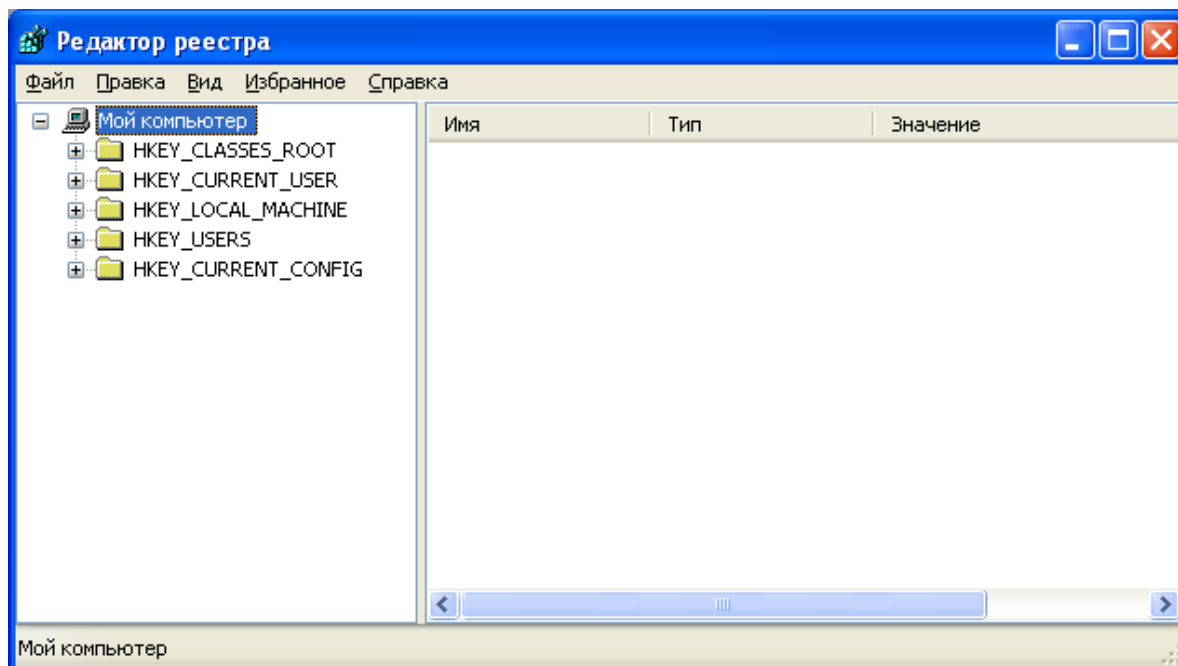 Редактор реестра
Файл Правка Вид Избранное Справка
Мой компьютер
HKEY_CLASSES_ROOT
HKEY_CURRENT_USER
HKEY_LOCAL_MACHINE
HKEY_USERS
HKEY_CURRENT_CONFIG
Имя Тип Значение
Мой компьютер